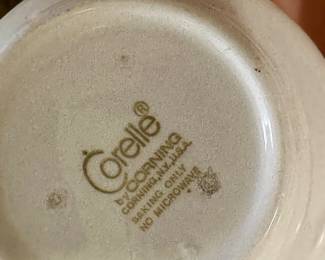 Corelle®
by CORNING
CORNING, N.Y., U.S.A.
BAKING ONLY
NO MICROWAVE